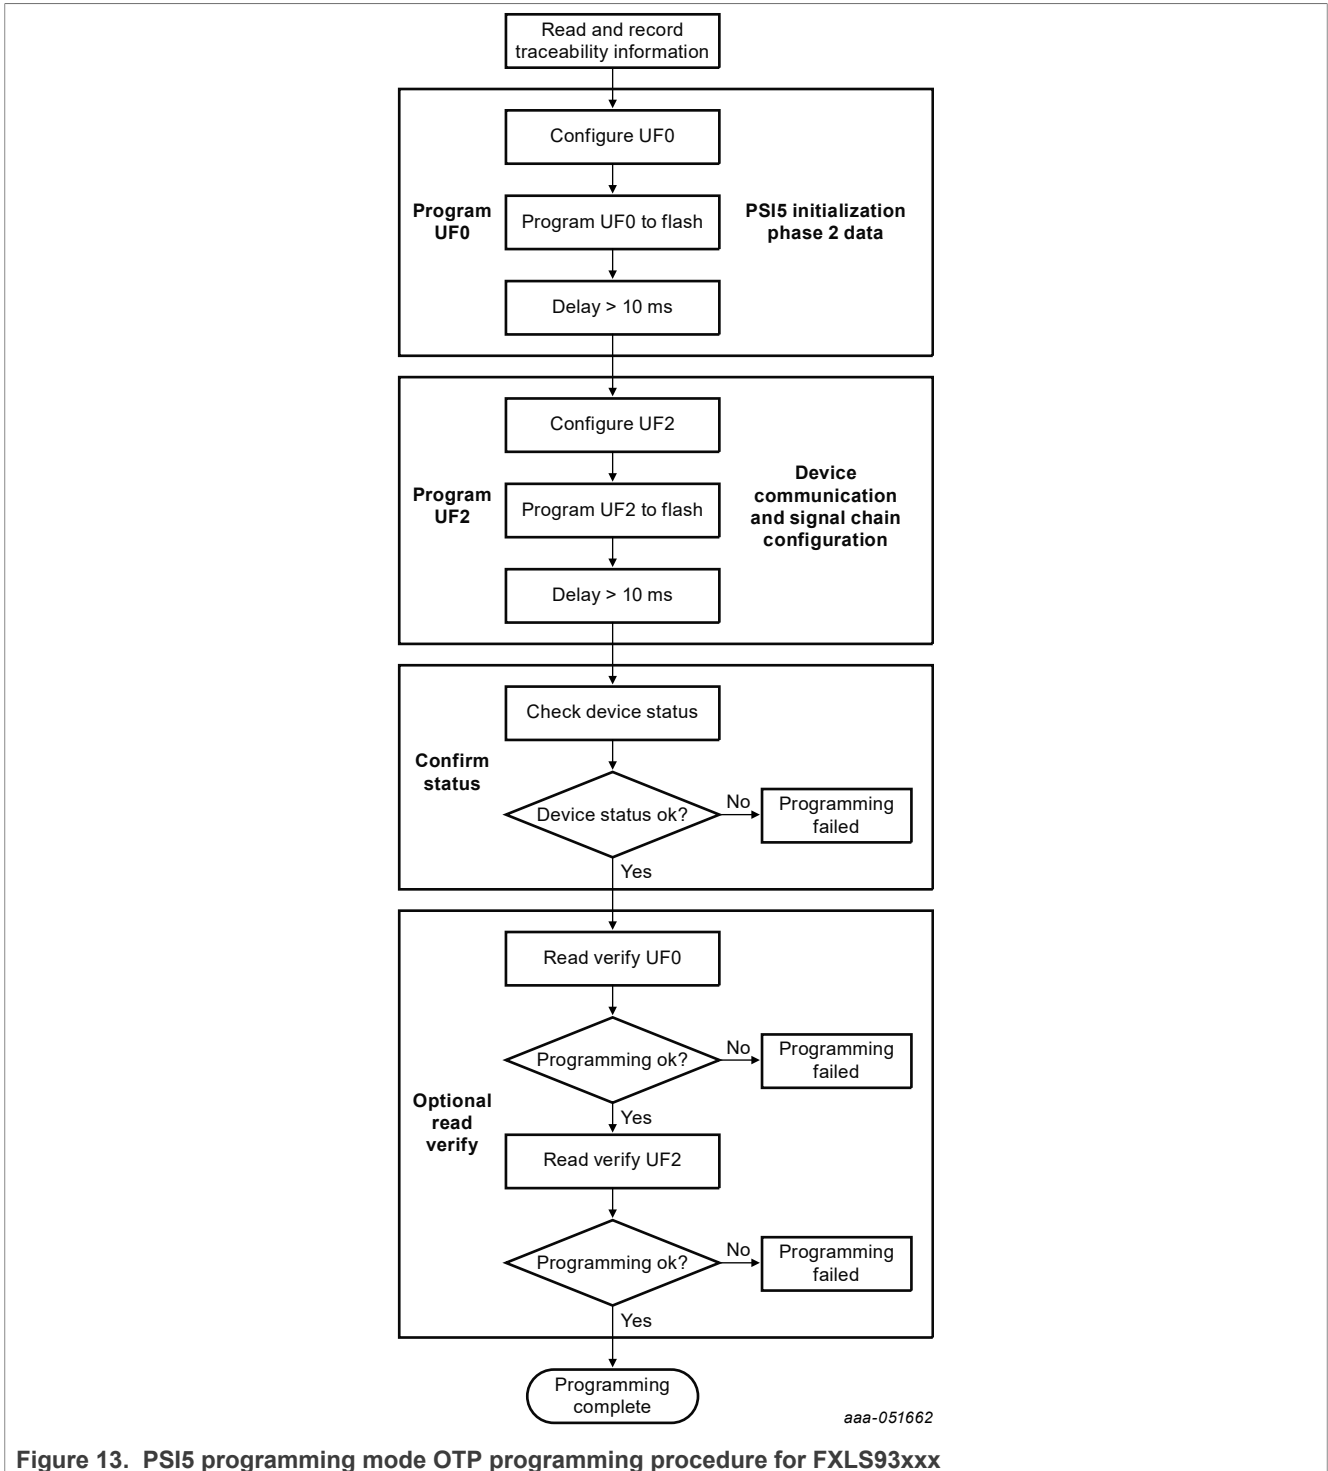 Read and record
traceability information
Configure UF0
Program
UF0
Program UF0 to flash
PSI5 initialization
phase 2 data
Delay > 10 ms
Configure UF2
Program
UF2
Program UF2 to flash
Device
communication
and signal chain
configuration
Delay > 10 ms
Check device status
Confirm
status
Device status ok?
No
Programming
failed
Yes
Read verify UF0
Programming ok?
No
Programming
failed
Optional
read
verify
Yes
Read verify UF2
Programming ok?
No
Programming
failed
Yes
Programming
complete
aaa-051662
Figure 13. PSI5 programming mode OTP programming procedure for FXLS93xxx